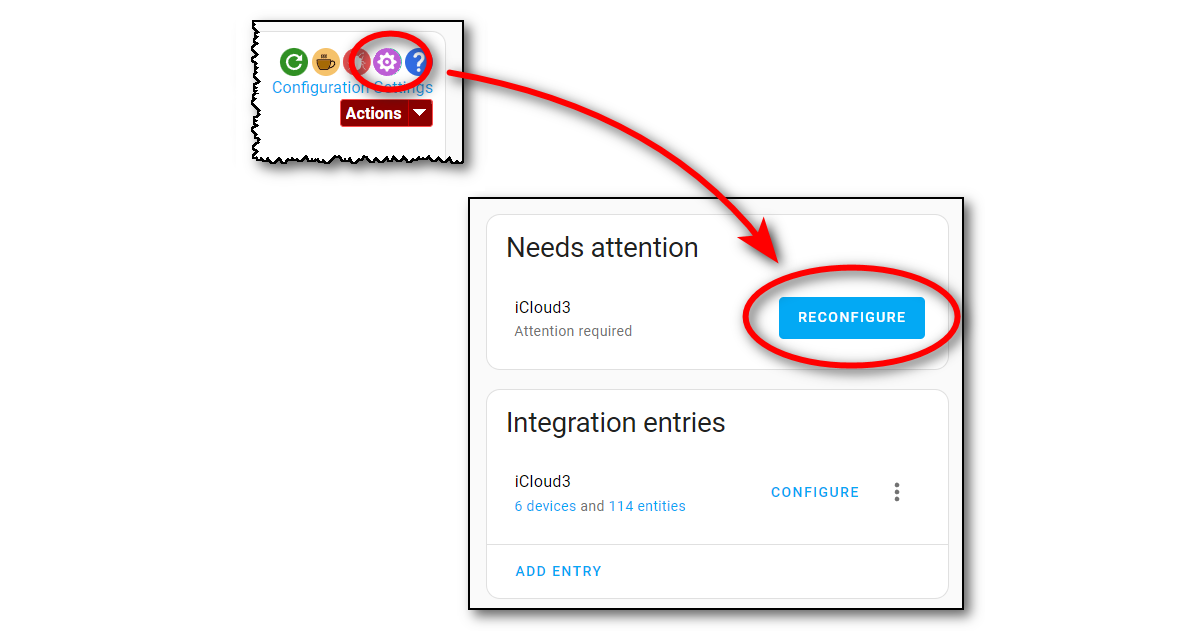 ?
Configuration Settings
Actions
Needs attention
iCloud3
Attention required
RECONFIGURE
Integration entries
iCloud3
6 devices and 114 entities
CONFIGURE
ADD ENTRY